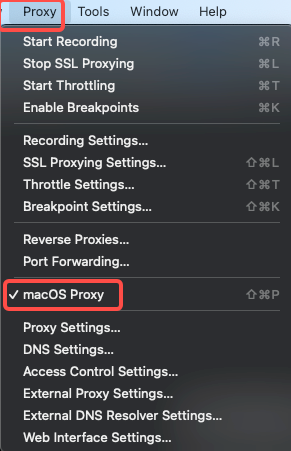 Proxy Tools Window Help
Start Recording ⌘R
Stop SSL Proxying ⌘L
Start Throttling ⌘T
Enable Breakpoints ⌘K
Recording Settings...
SSL Proxying Settings... ⇧⌘L
Throttle Settings... ⇧⌘T
Breakpoint Settings... ⇧⌘K
Reverse Proxies...
Port Forwarding...
✓ macOS Proxy ⇧⌘P
Proxy Settings...
DNS Settings...
Access Control Settings...
External Proxy Settings...
External DNS Resolver Settings...
Web Interface Settings...